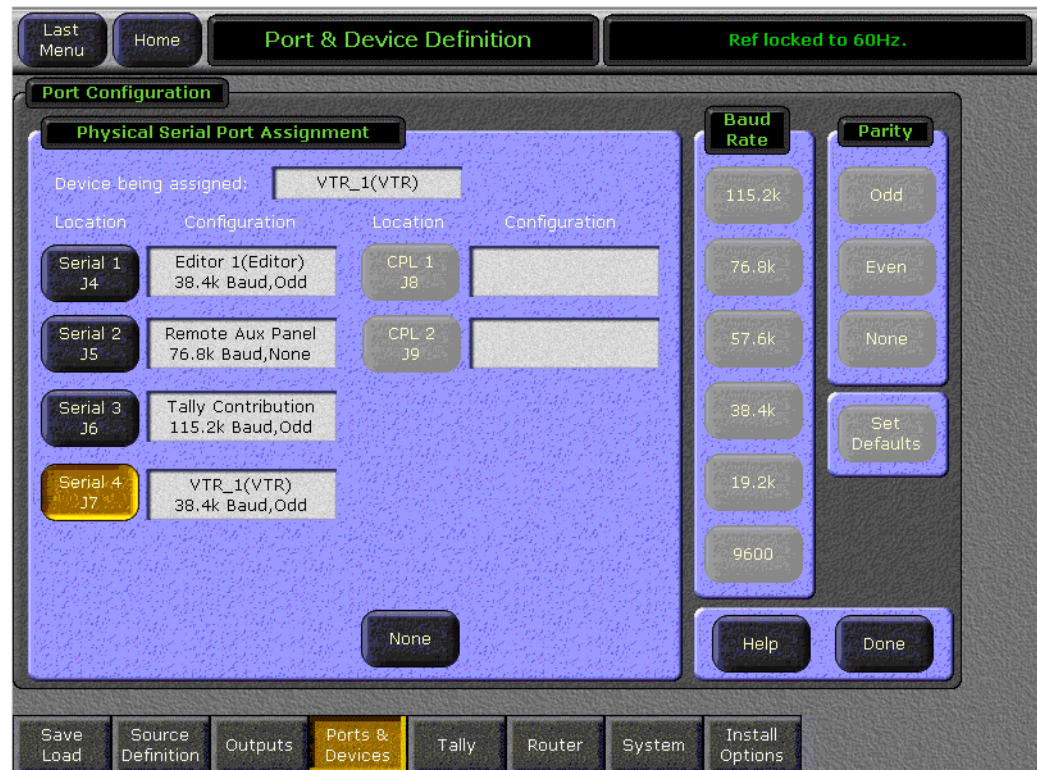 Last
Menu
Home
Port & Device Definition
Ref locked to 60Hz.
Port Configuration
Physical Serial Port Assignment
Device being assigned:
VTR_1(VTR)
Location
Configuration
Location
Configuration
Serial 1
J4
Editor 1(Editor)
38.4k Baud,Odd
CPL 1
J8
Serial 2
J5
Remote Aux Panel
76.8k Baud,None
CPL 2
J9
Serial 3
J6
Tally Contribution
115.2k Baud,Odd
Serial 4
J7
VTR_1(VTR)
38.4k Baud,Odd
None
Baud
Rate
115.2k
76.8k
57.6k
38.4k
19.2k
9600
Parity
Odd
Even
None
Set
Defaults
Help
Done
Save
Load
Source
Definition
Outputs
Ports &
Devices
Tally
Router
System
Install
Options